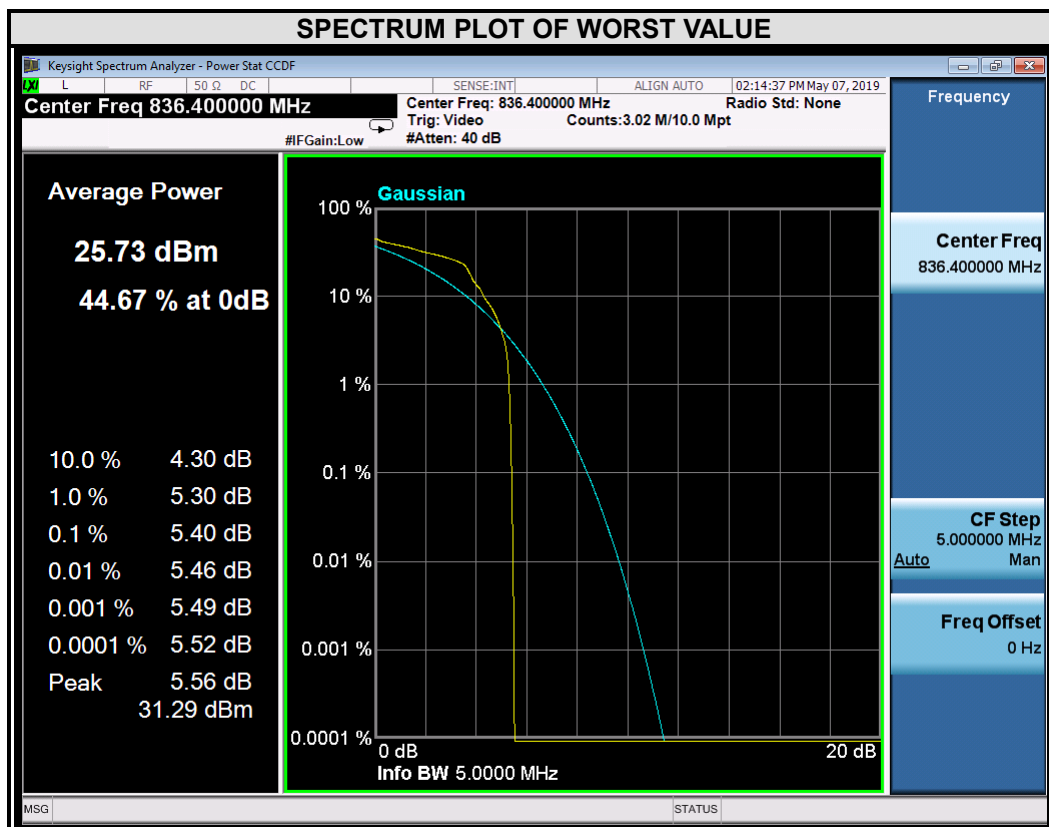 SPECTRUM PLOT OF WORST VALUE
Keysight Spectrum Analyzer - Power Stat CCDF
LXI L RF 50 Ω DC SENSE:INT ALIGN AUTO 02:14:37 PM May 07, 2019
Center Freq 836.400000 MHz
#IFGain:Low
Center Freq: 836.400000 MHz Radio Std: None
Trig: Video Counts:3.02 M/10.0 Mpt
#Atten: 40 dB
Average Power
25.73 dBm
44.67 % at 0dB
10.0 % 4.30 dB
1.0 % 5.30 dB
0.1 % 5.40 dB
0.01 % 5.46 dB
0.001 % 5.49 dB
0.0001 % 5.52 dB
Peak 5.56 dB
31.29 dBm
Gaussian
100 %
10 %
1 %
0.1 %
0.01 %
0.001 %
0.0001 %
0 dB 20 dB
Info BW 5.0000 MHz
Frequency
Center Freq
836.400000 MHz
CF Step
5.000000 MHz
Auto Man
Freq Offset
0 Hz
MSG STATUS